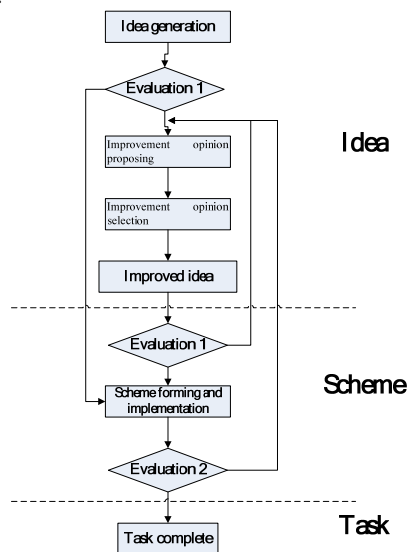 Idea generation
Evaluation 1
Idea
Improvement opinion
proposing
Improvement opinion
selection
Improved idea
Evaluation 1
Scheme
Scheme forming and
implementation
Evaluation 2
Task
Task complete